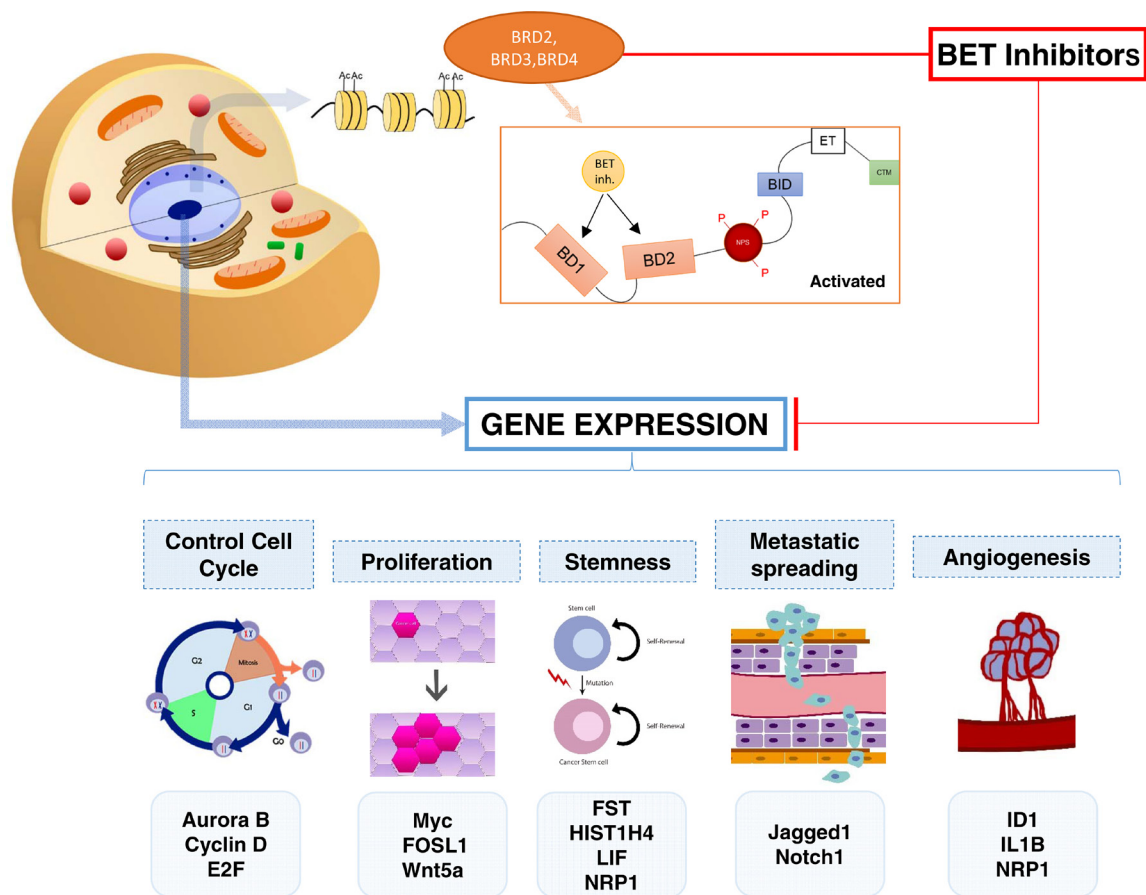 BRD2,
BRD3,BRD4
BET Inhibitors
Ac Ac
Ac Ac
BET
inh.
BD1
BD2
P
P
P
NPS
BID
ET
CTM
Activated
GENE EXPRESSION
Control Cell
Cycle
Proliferation
Stemness
Metastatic
spreading
Angiogenesis
G2
Mitosis
S
G1
G0
Stem cell
Self-Renewal
Mutation
Self-Renewal
Cancer Stem cell
Aurora B
Cyclin D
E2F
Myc
FOSL1
Wnt5a
FST
HIST1H4
LIF
NRP1
Jagged1
Notch1
ID1
IL1B
NRP1